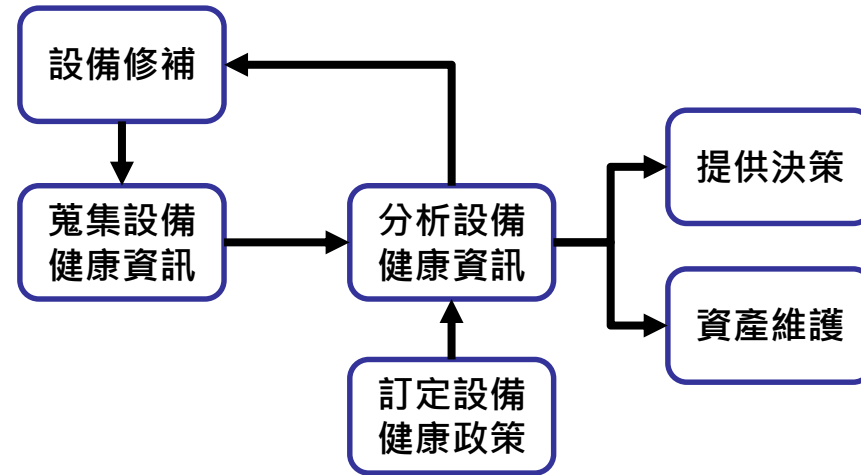 設備修補
提供決策
蒐集設備
健康資訊
分析設備
健康資訊
資產維護
訂定設備
健康政策